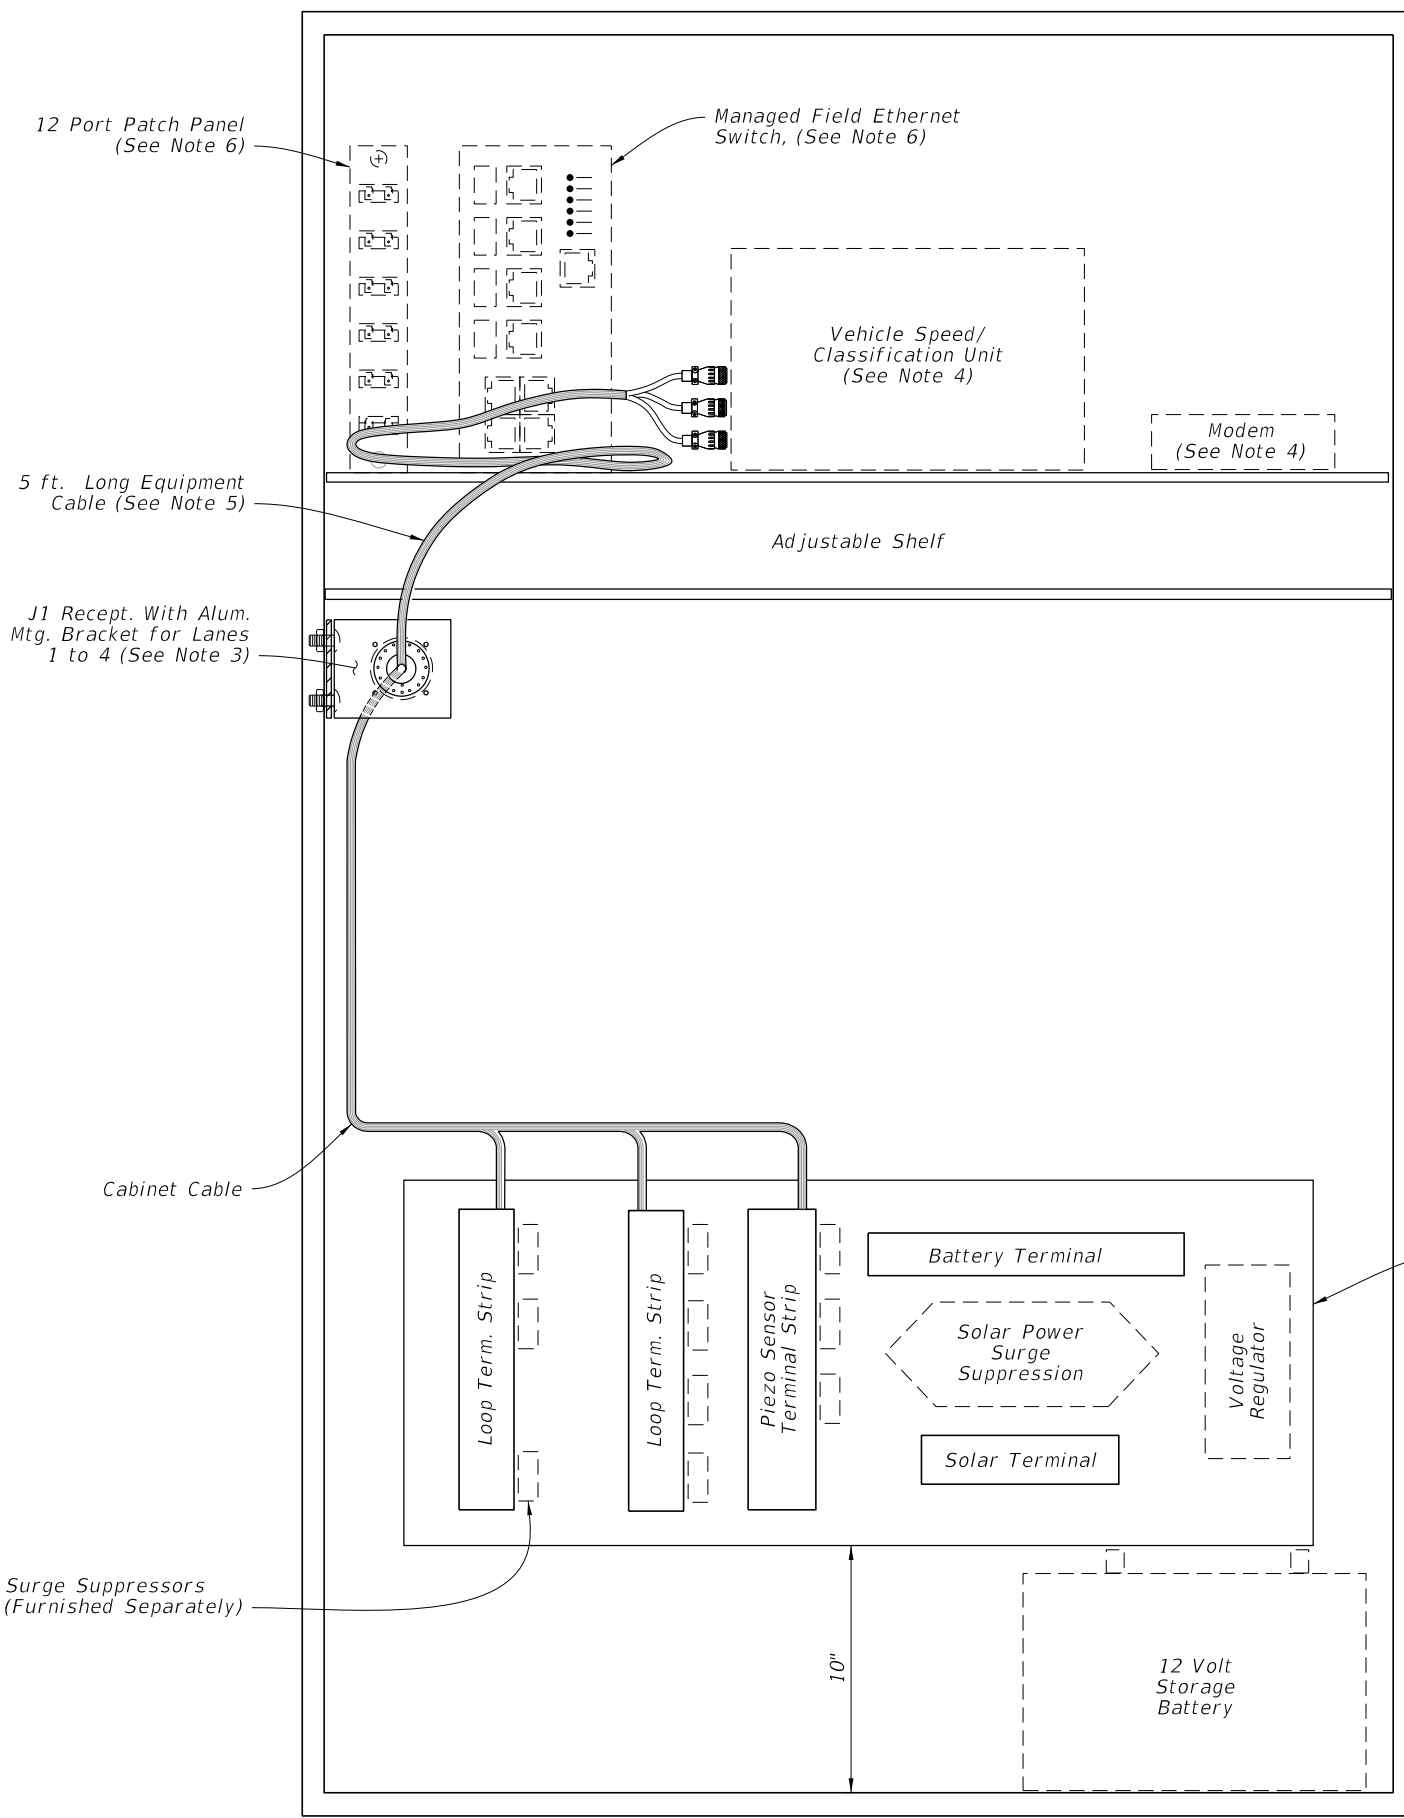 12 Port Patch Panel
(See Note 6)
Managed Field Ethernet
Switch, (See Note 6)
Vehicle Speed/
Classification Unit
(See Note 4)
Modem
(See Note 4)
5 ft. Long Equipment
Cable (See Note 5)
Adjustable Shelf
J1 Recept. With Alum.
Mtg. Bracket for Lanes
1 to 4 (See Note 3)
Cabinet Cable
Loop Term. Strip
Loop Term. Strip
Piezo Sensor
Terminal Strip
Battery Terminal
Solar Power
Surge
Suppression
Voltage
Regulator
Solar Terminal
Surge Suppressors
(Furnished Separately)
10"
12 Volt
Storage
Battery